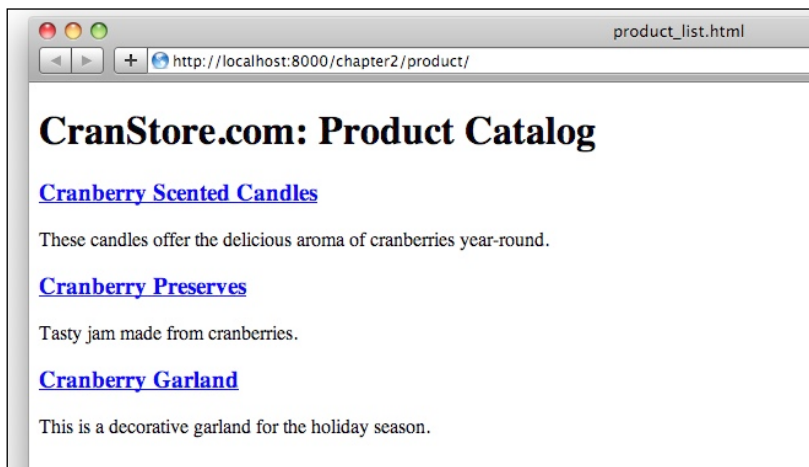 product_list.html
http://localhost:8000/chapter2/product/
CranStore.com: Product Catalog
Cranberry Scented Candles
These candles offer the delicious aroma of cranberries year-round.
Cranberry Preserves
Tasty jam made from cranberries.
Cranberry Garland
This is a decorative garland for the holiday season.